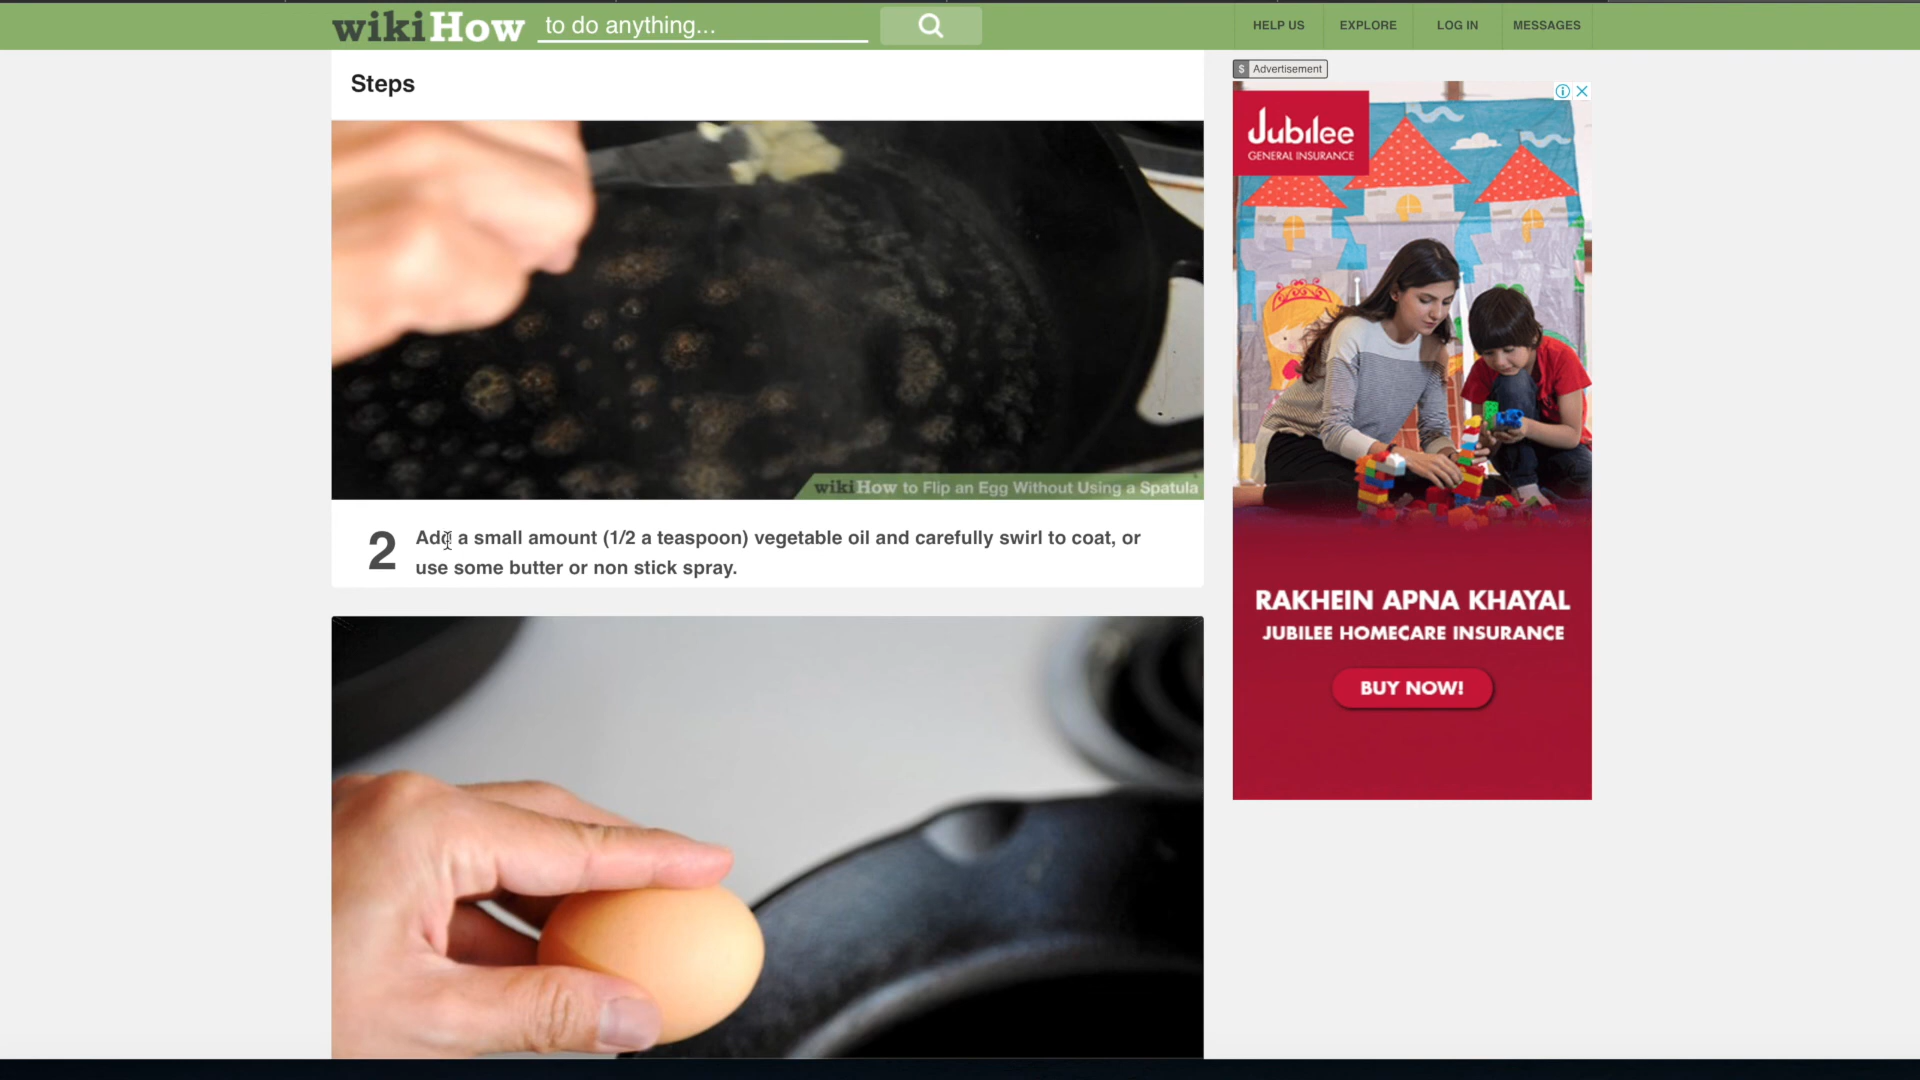 wikiHow to do anything...
HELP US EXPLORE LOG IN MESSAGES
Steps
wikiHow to Flip an Egg Without Using a Spatula
2
Add a small amount (1/2 a teaspoon) vegetable oil and carefully swirl to coat, or
use some butter or non stick spray.
$ Advertisement
Jubilee
GENERAL INSURANCE
RAKHEIN APNA KHAYAL
JUBILEE HOMECARE INSURANCE
BUY NOW!